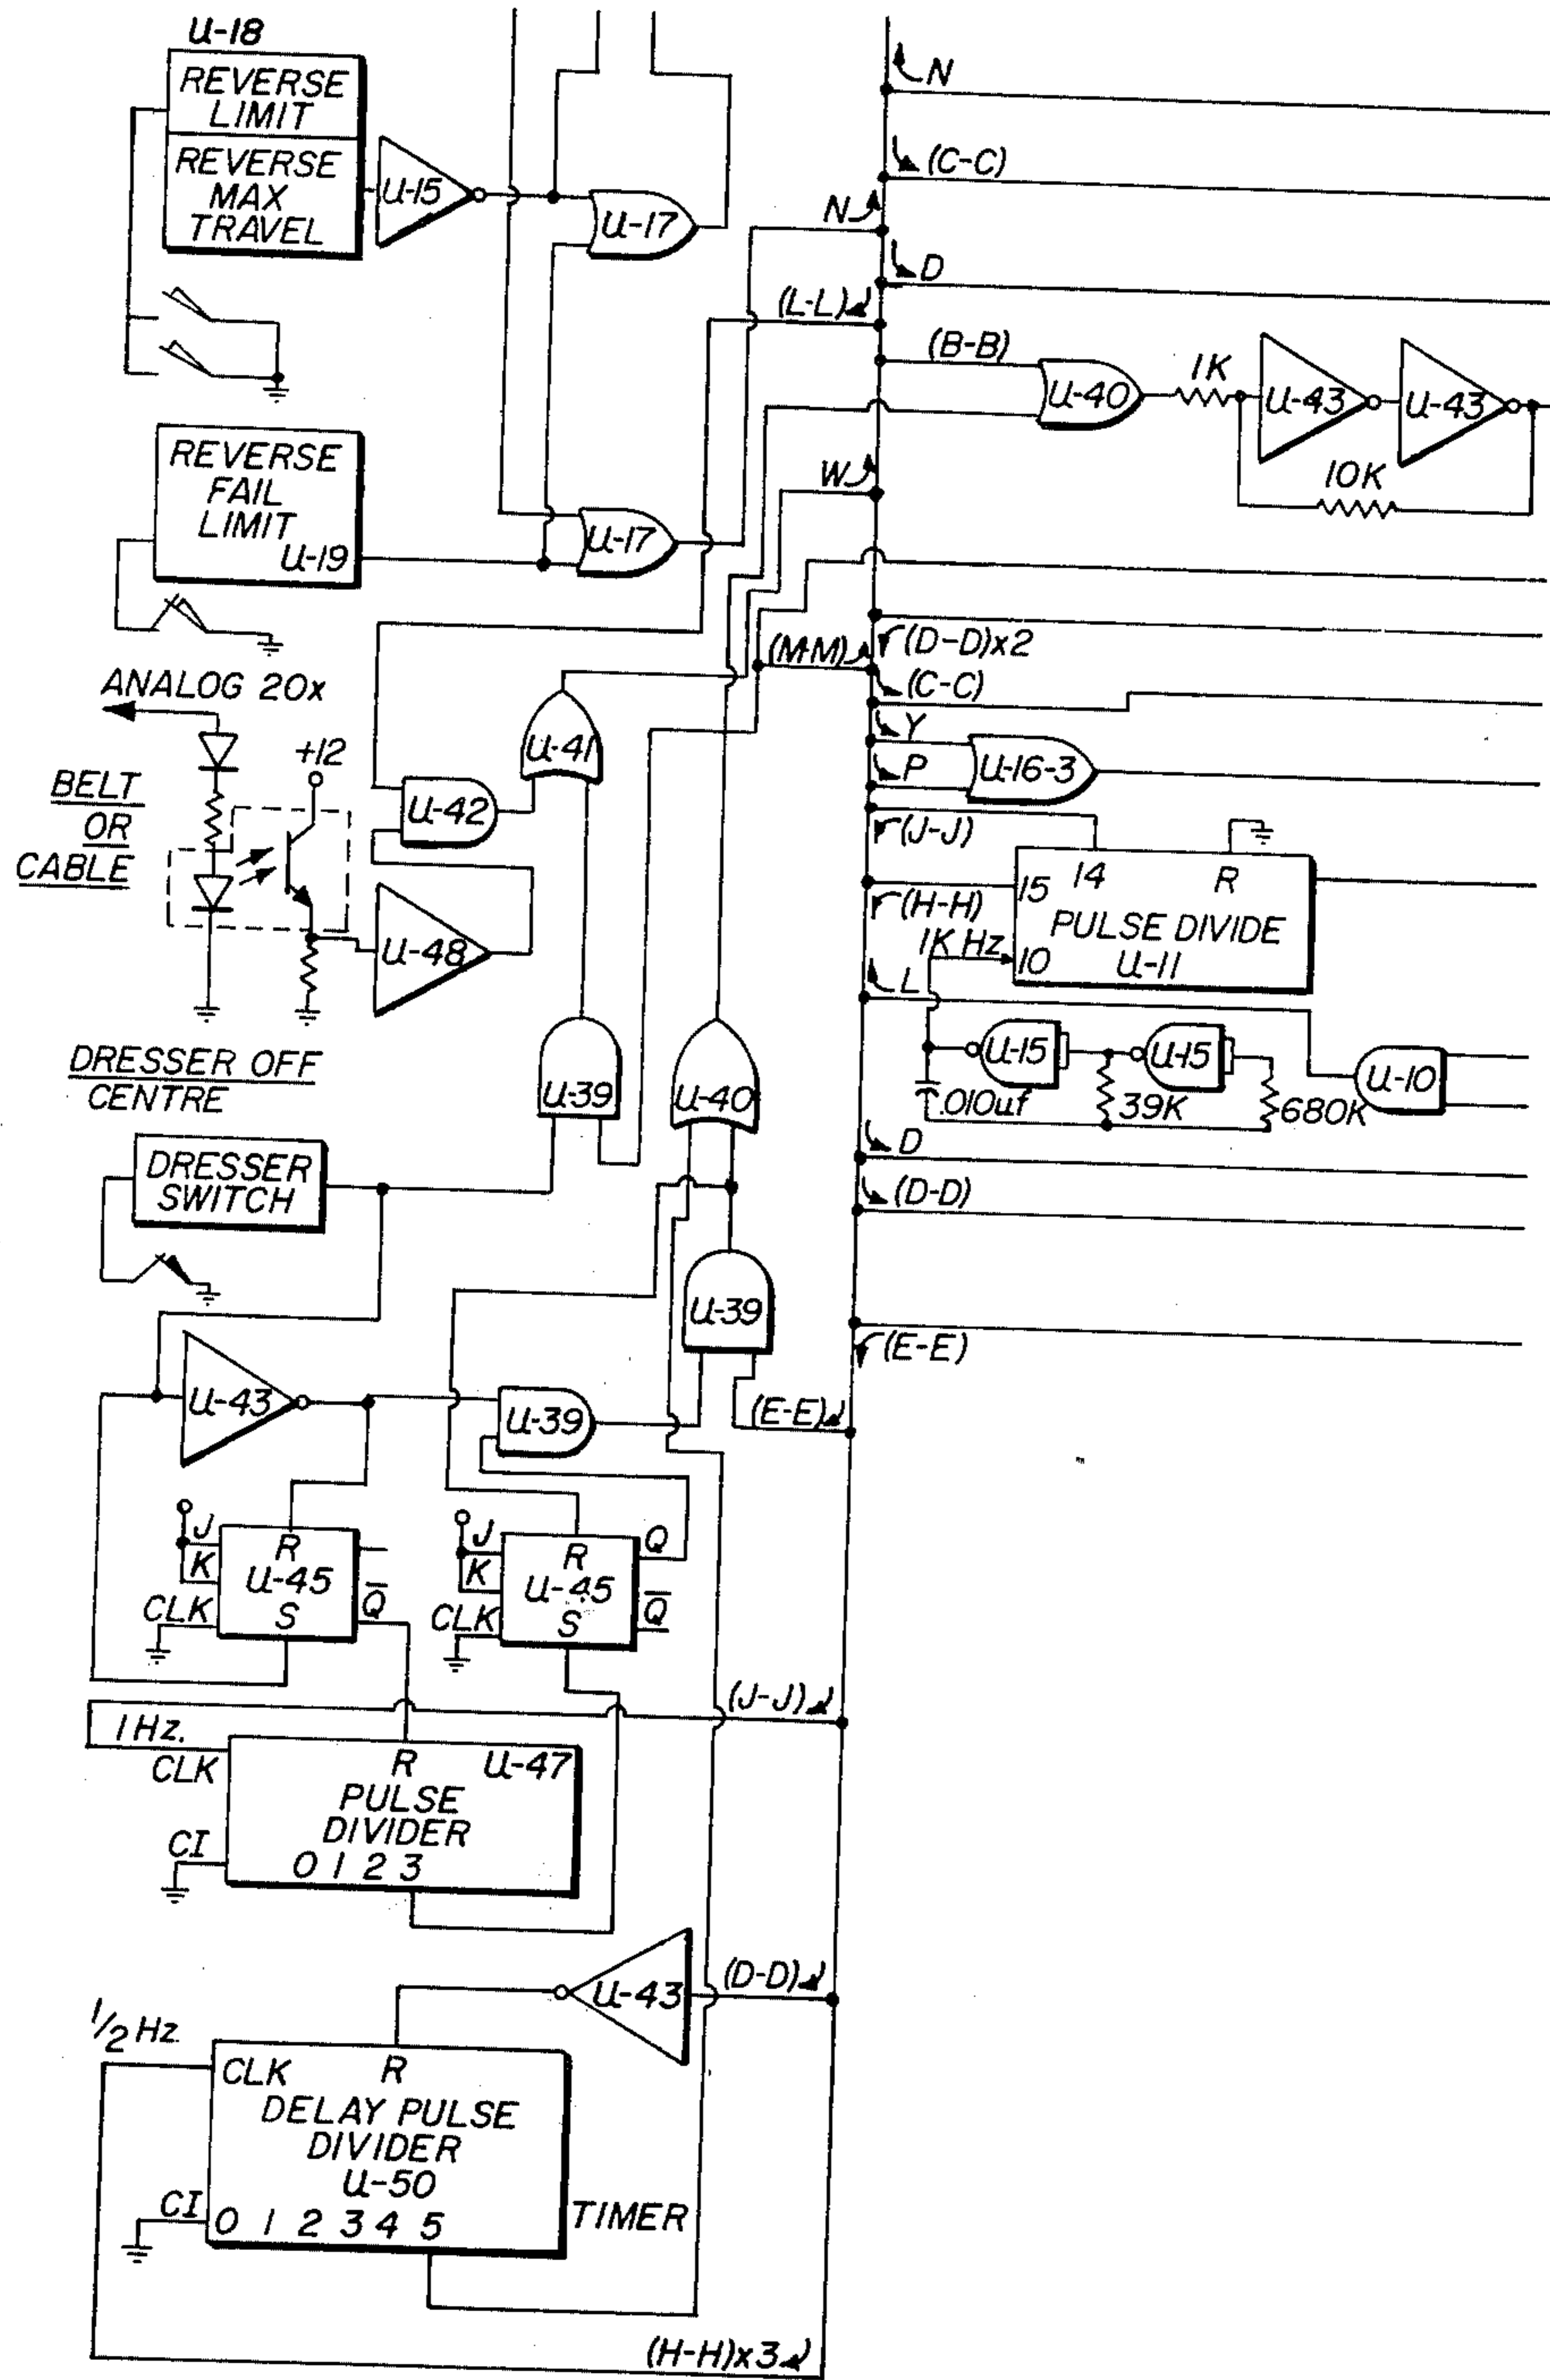 U-18
REVERSE
LIMIT
REVERSE
MAX
TRAVEL
U-15
U-17
N
(C-C)
N
D
(L-L)
(B-B)
U-40
1K
U-43
U-43
10K
REVERSE
FAIL
LIMIT
U-19
U-17
W
(D-D)x2
(M-M)
(C-C)
ANALOG 20x
+12
BELT
OR
CABLE
U-41
U-42
U-48
Y
P
U-16-3
(J-J)
14
R
15
(H-H)
PULSE DIVIDE
1K Hz
10
U-11
L
U-15
U-15
U-10
.010uf
39K
680K
DRESSER OFF
CENTRE
U-39
U-40
DRESSER
SWITCH
D
(D-D)
U-39
(E-E)
U-43
U-39
(E-E)
J
K
R
U-45
CLK
S
Q
J
K
R
U-45
CLK
S
Q
Q
(J-J)
1 Hz.
CLK
R
U-47
PULSE
DIVIDER
CI
0 1 2 3
U-43
(D-D)
1/2 Hz.
CLK
R
DELAY PULSE
DIVIDER
U-50
CI
0 1 2 3 4 5
TIMER
(H-H)x3